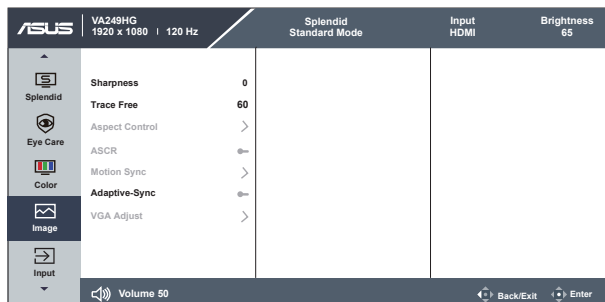 ASUS
VA249HG
1920 x 1080 | 120 Hz
Splendid
Standard Mode
Input
HDMI
Brightness
65
Splendid
Eye Care
Color
Image
Input
Sharpness 0
Trace Free 60
Aspect Control
ASCR
Motion Sync
Adaptive-Sync
VGA Adjust
Volume 50
Back/Exit
Enter